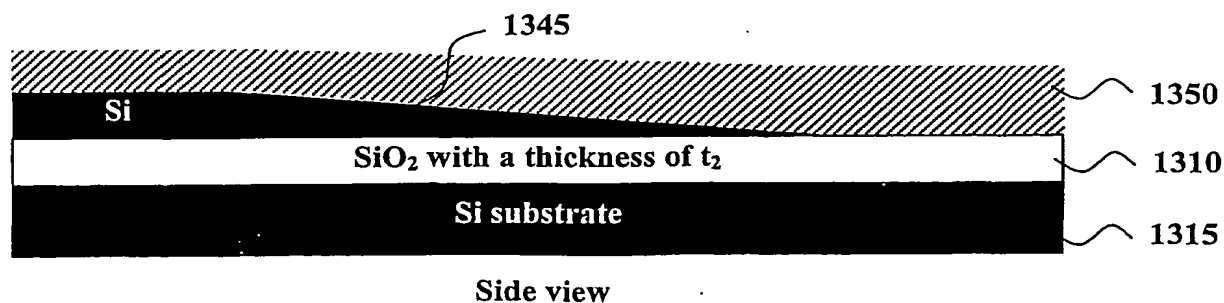 1345
1350
Si
SiO₂ with a thickness of t₂
1310
Si substrate
1315
Side view